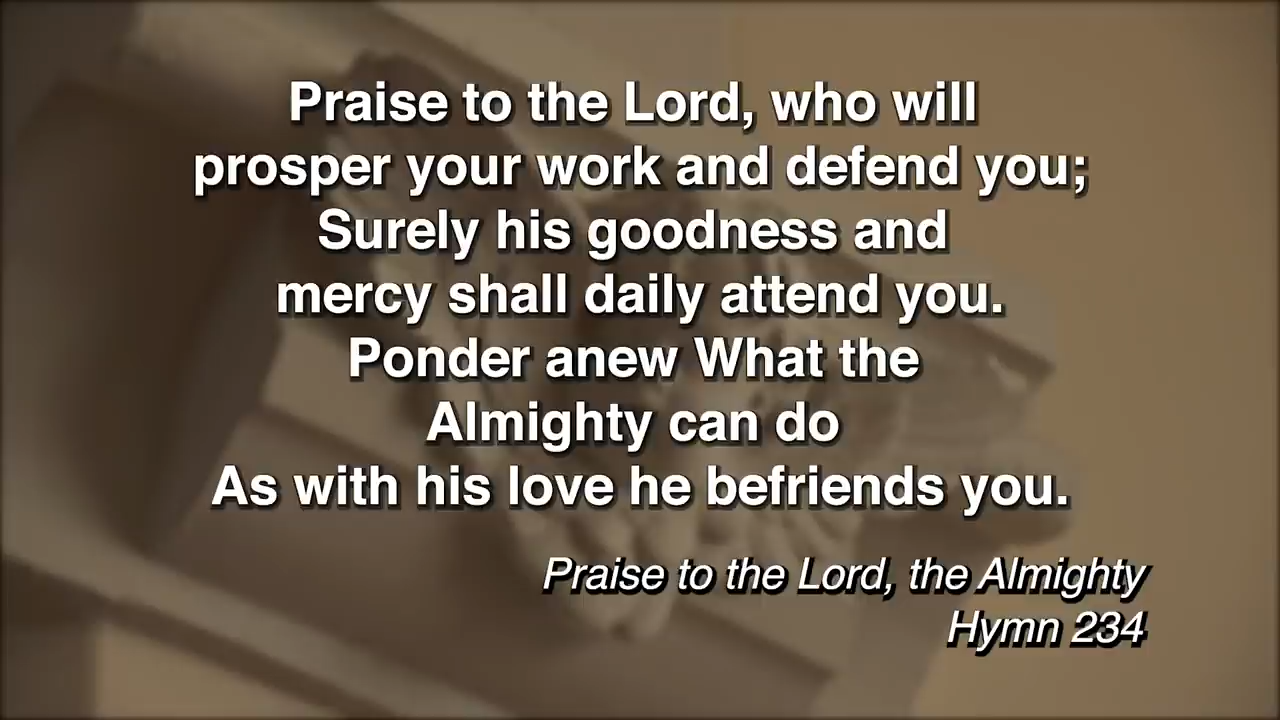 Praise to the Lord, who will
prosper your work and defend you;
Surely his goodness and
mercy shall daily attend you.
Ponder anew What the
Almighty can do
As with his love he befriends you.
Praise to the Lord, the Almighty
Hymn 234